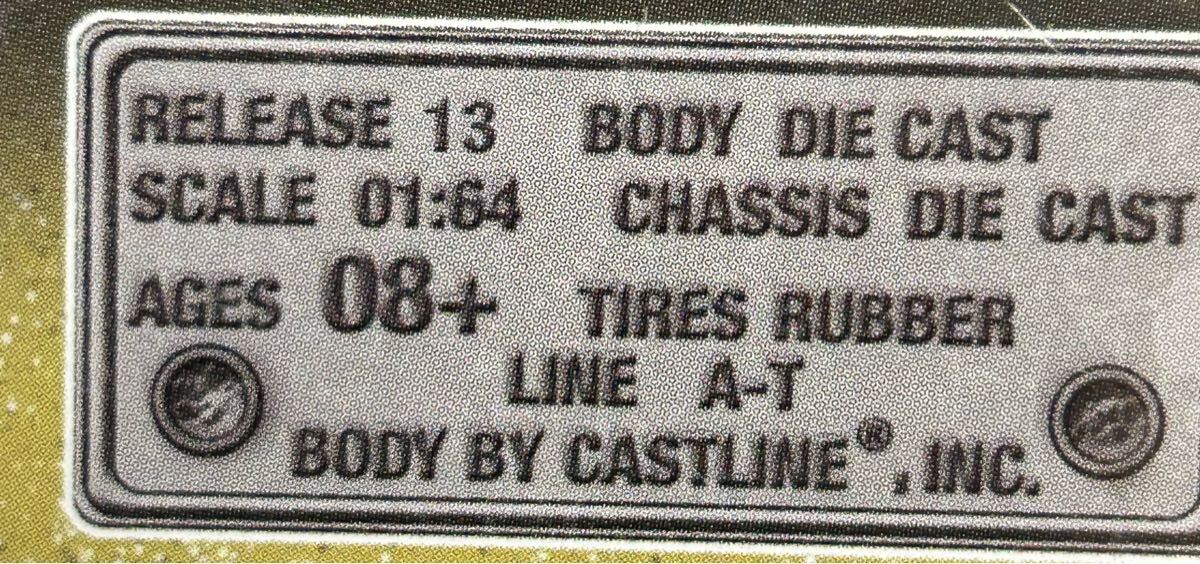 RELEASE 13 BODY DIE CAST
SCALE 01:64 CHASSIS DIE CAST
AGES 08+ TIRES RUBBER
LINE A-T
BODY BY CASTLINE®, INC.